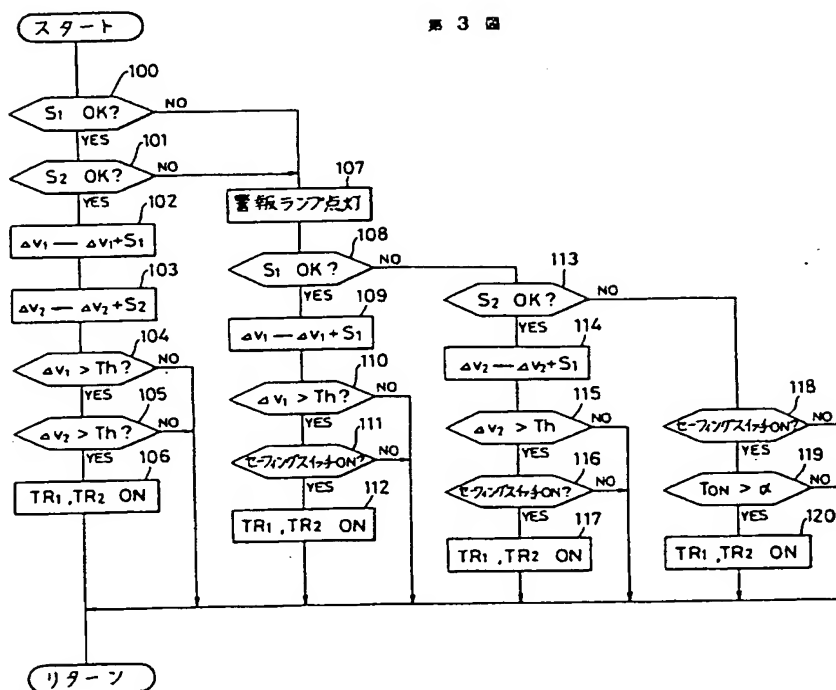 第 3 図
スタート
100
S1 OK?
NO
YES
101
S2 OK?
NO
YES
102
Δv1 — Δv1+S1
103
Δv2 — Δv2+S2
104
Δv1 > Th?
NO
YES
105
Δv2 > Th?
NO
YES
106
TR1,TR2 ON
107
警報ランプ点灯
108
S1 OK?
NO
YES
109
Δv1 — Δv1+S1
110
Δv1 > Th?
NO
YES
111
セーフィングスイッチON?
NO
YES
112
TR1,TR2 ON
113
S2 OK?
NO
YES
114
Δv2 — Δv2+S1
115
Δv2 > Th
NO
YES
116
セーフィングスイッチON?
NO
YES
117
TR1,TR2 ON
118
セーフィングスイッチON?
NO
YES
119
TON > α
NO
YES
120
TR1,TR2 ON
リターン